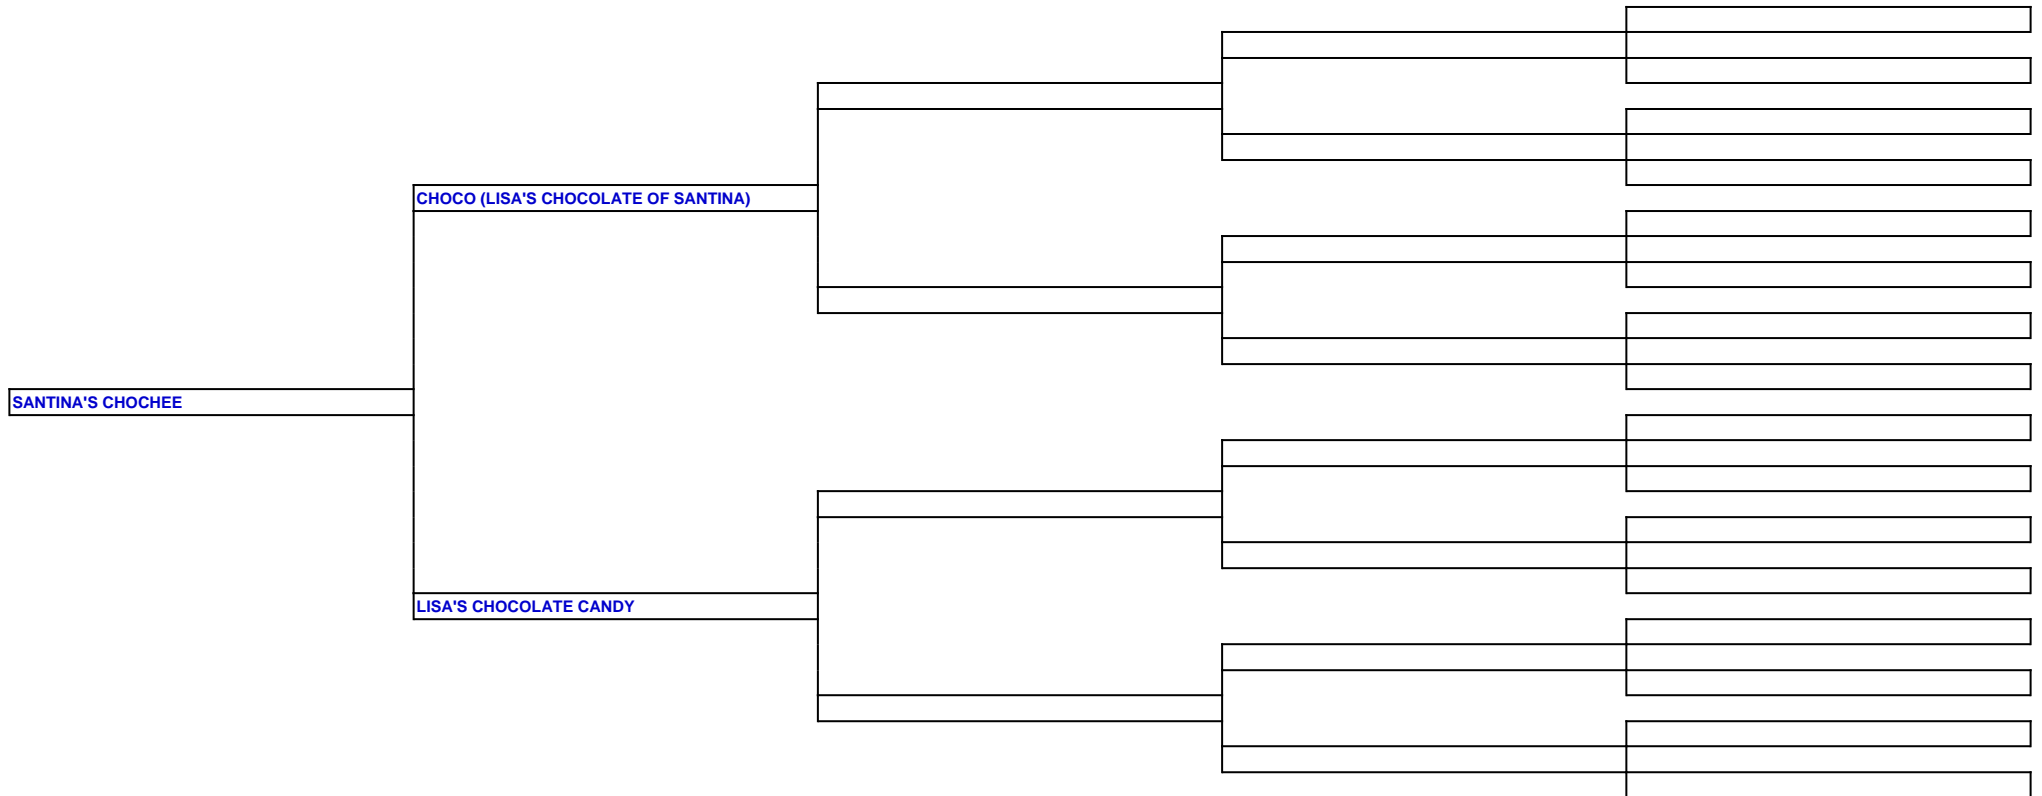 CHOCO (LISA'S CHOCOLATE OF SANTINA)
SANTINA'S CHOCHEE
LISA'S CHOCOLATE CANDY